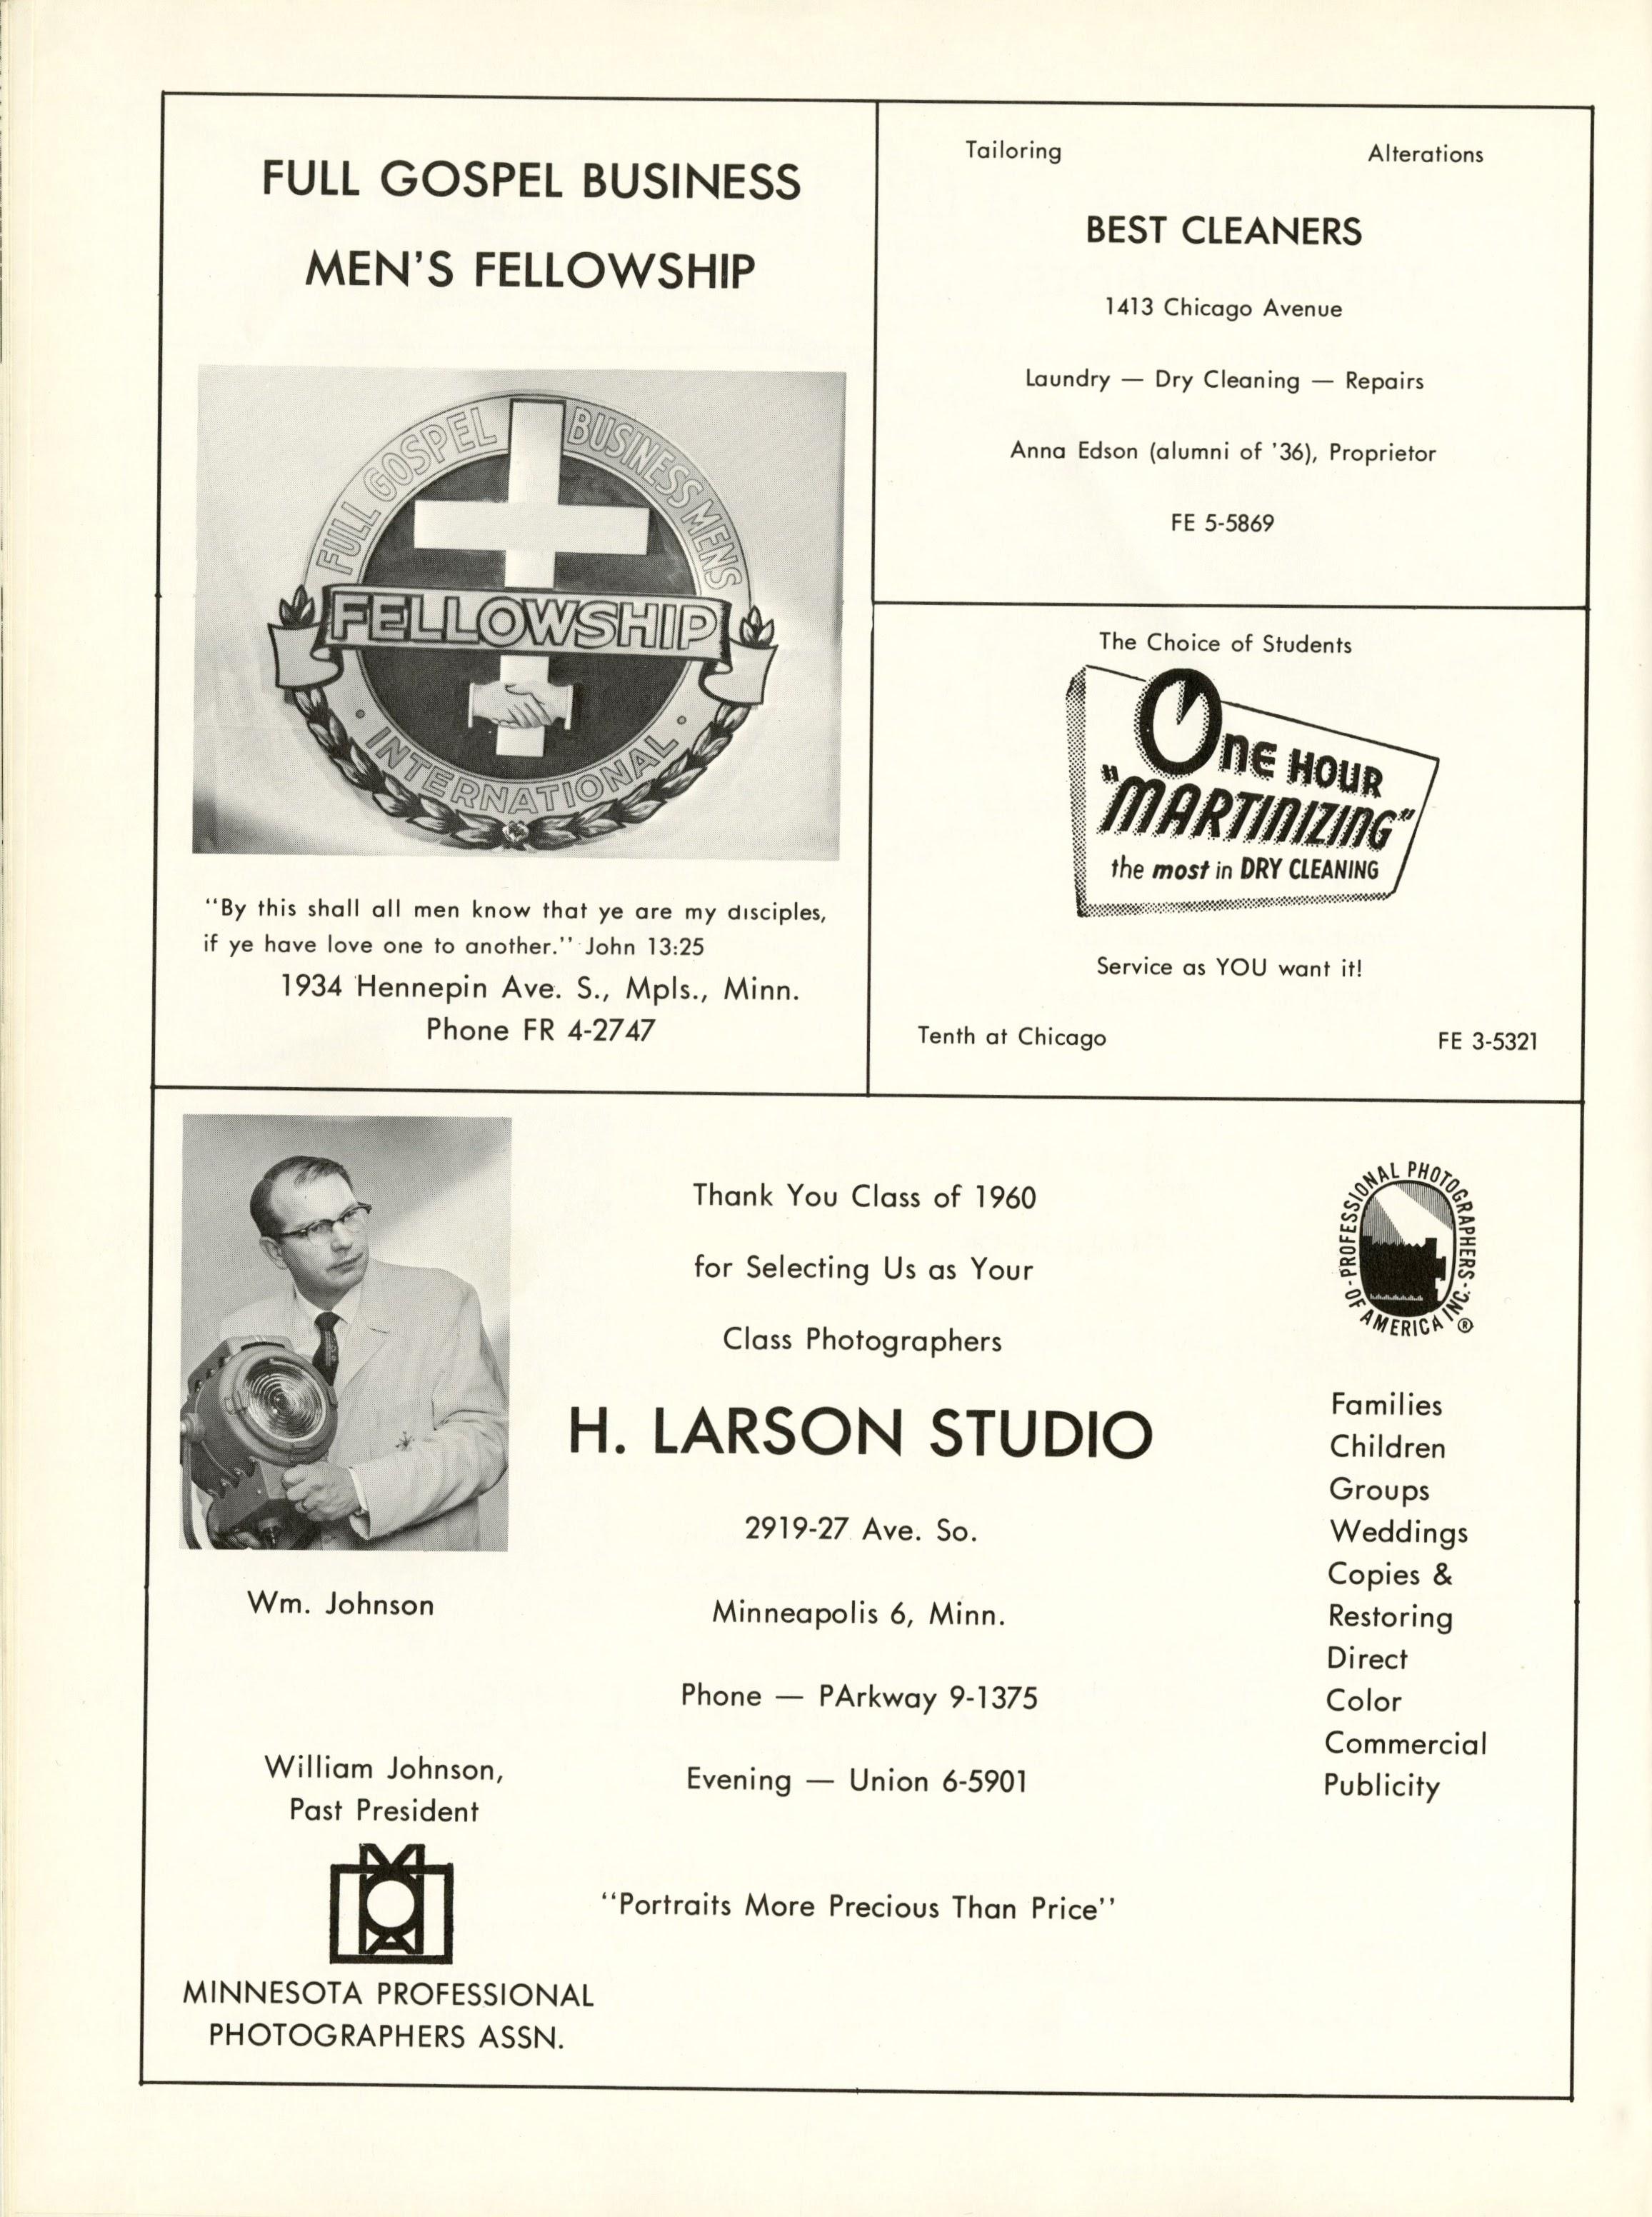 FULL GOSPEL BUSINESS
MEN'S FELLOWSHIP
FULL GOSPEL BUSINESS MENS
FELLOWSHIP
INTERNATIONAL
"By this shall all men know that ye are my disciples,
if ye have love one to another." John 13:25
1934 Hennepin Ave. S., Mpls., Minn.
Phone FR 4-2747
Tailoring Alterations
BEST CLEANERS
1413 Chicago Avenue
Laundry — Dry Cleaning — Repairs
Anna Edson (alumni of '36), Proprietor
FE 5-5869
The Choice of Students
ONE HOUR
"MARTINIZING"
the most in DRY CLEANING
Service as YOU want it!
Tenth at Chicago FE 3-5321
Wm. Johnson
William Johnson,
Past President
MINNESOTA PROFESSIONAL
PHOTOGRAPHERS ASSN.
Thank You Class of 1960
for Selecting Us as Your
Class Photographers
H. LARSON STUDIO
2919-27 Ave. So.
Minneapolis 6, Minn.
Phone — PArkway 9-1375
Evening — Union 6-5901
"Portraits More Precious Than Price"
PROFESSIONAL PHOTOGRAPHERS
OF AMERICA INC. ®
Families
Children
Groups
Weddings
Copies &
Restoring
Direct
Color
Commercial
Publicity